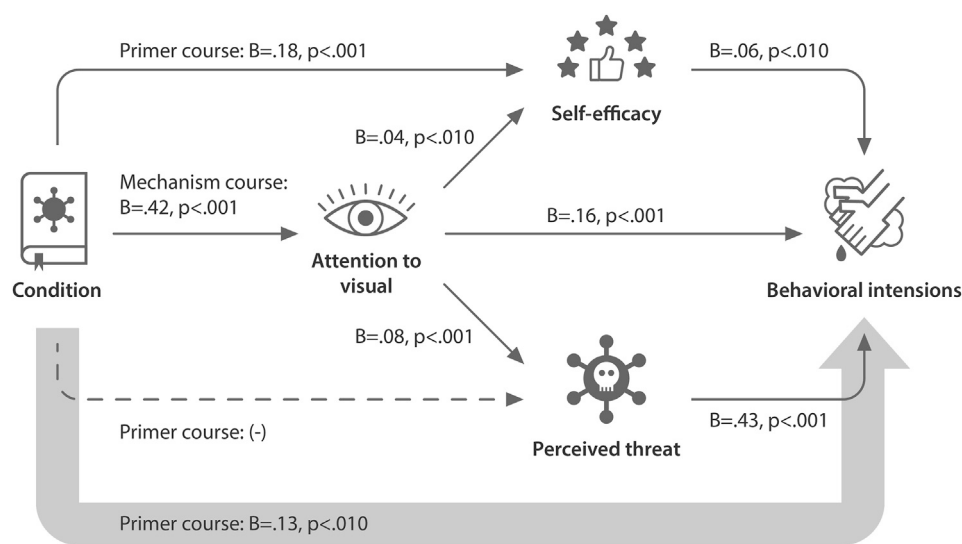 Primer course: B=.18, p<.001
B=.06, p<.010
Self-efficacy
B=.04, p<.010
Mechanism course:
B=.42, p<.001
B=.16, p<.001
Attention to
visual
Condition
Behavioral intensions
B=.08, p<.001
B=.43, p<.001
Primer course: (-)
Perceived threat
Primer course: B=.13, p<.010